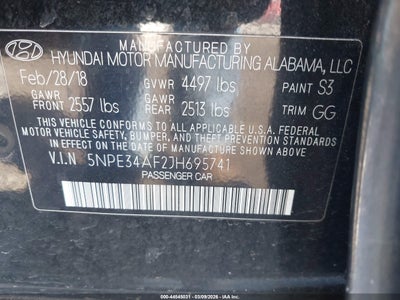 MANUFACTURED BY
HYUNDAI MOTOR MANUFACTURING ALABAMA, LLC
Feb/28/18 GVWR 4497 lbs PAINT S3
GAWR FRONT 2557 lbs GAWR REAR 2513 lbs TRIM GG
THIS VEHICLE CONFORMS TO ALL APPLICABLE U.S. FEDERAL
MOTOR VEHICLE SAFETY, BUMPER, AND THEFT PREVENTION
STANDARDS IN EFFECT ON THE DATE OF MANUFACTURE
SHOWN ABOVE.
V.I.N 5NPE34AF2JH695741
PASSENGER CAR
000-44545031 - 03/09/2026 - IAA Inc.